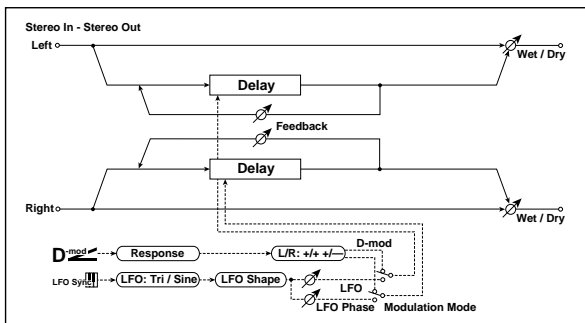 Stereo In - Stereo Out
Left
Wet / Dry
Delay
Feedback
Delay
Right
Wet / Dry
D-mod
Response
L/R: +/+ +/—
D-mod
LFO Sync
LFO: Tri / Sine
LFO Shape
LFO
LFO Phase
Modulation Mode